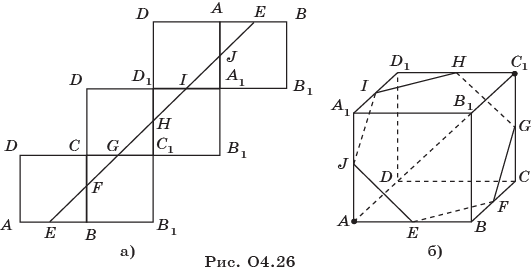 D A E B
J
D D₁ I A₁ B₁
H
D C G C₁ B₁
F
A E B B₁
а)
D₁ H C₁
I
A₁ B₁
G
J
D C
F
A E B
б)
Рис. О4.26